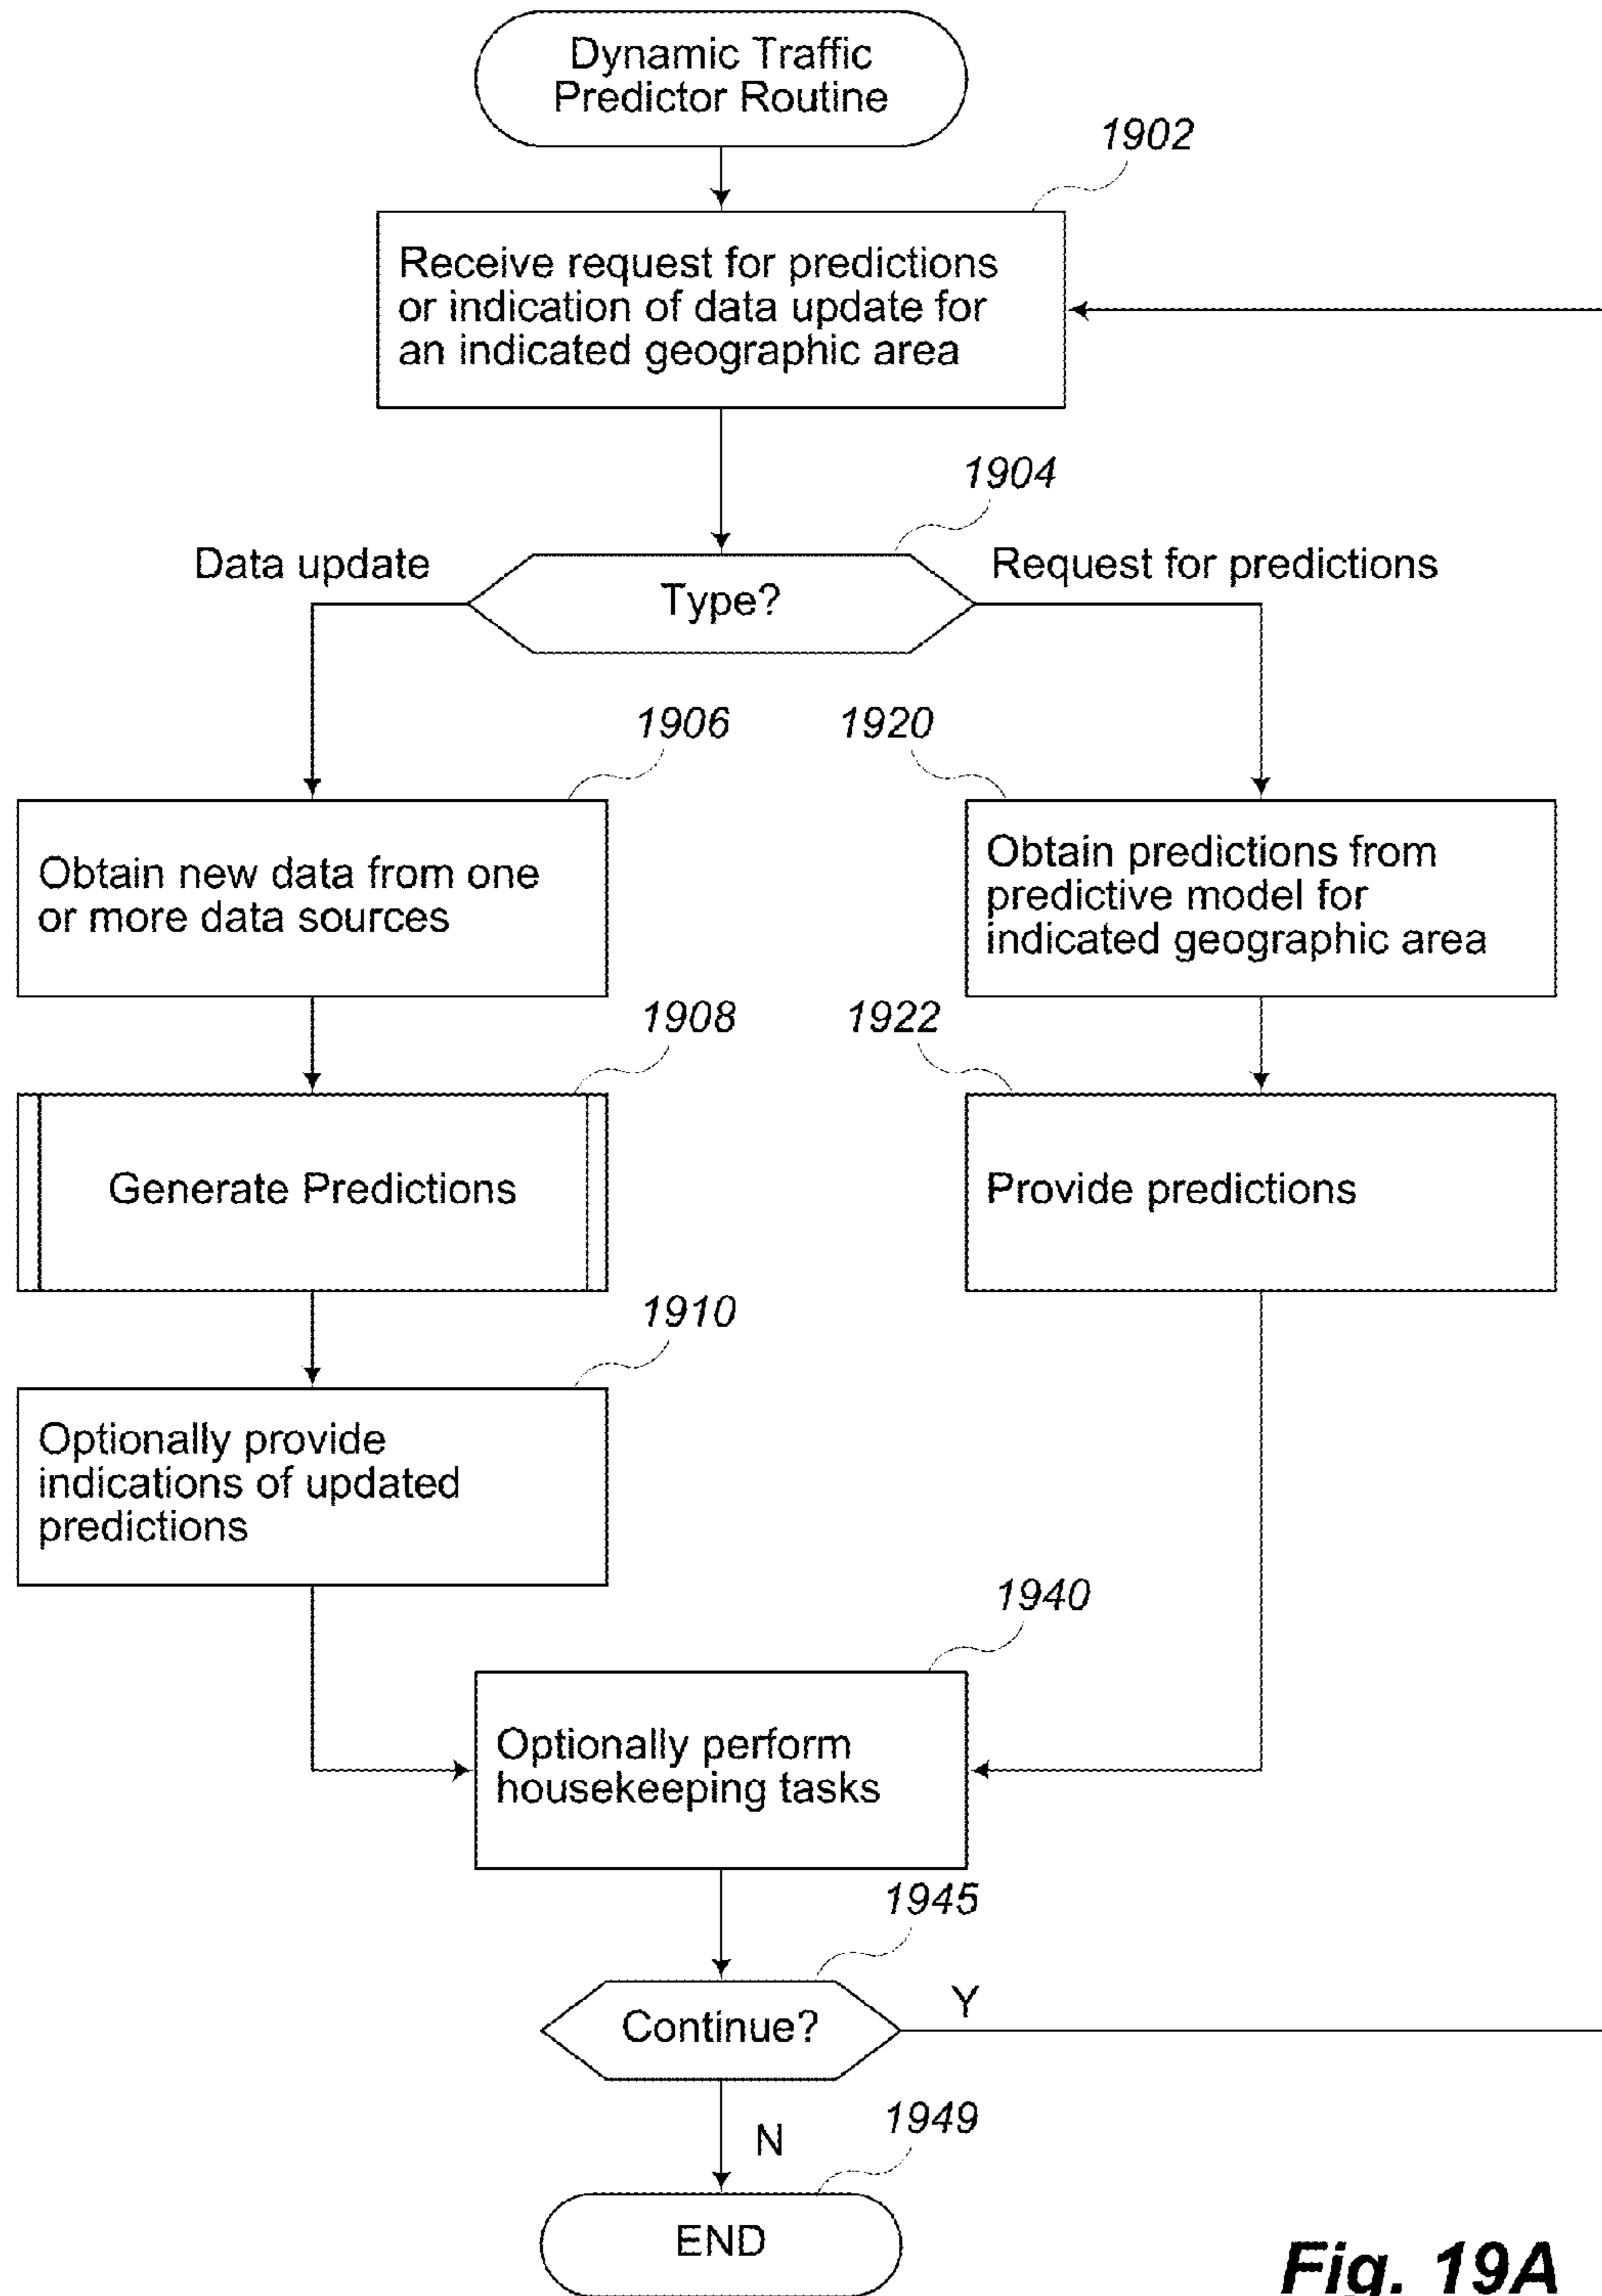 Dynamic Traffic
Predictor Routine
1902
Receive request for predictions
or indication of data update for
an indicated geographic area
1904
Data update
Type?
Request for predictions
1906
Obtain new data from one
or more data sources
1920
Obtain predictions from
predictive model for
indicated geographic area
1908
Generate Predictions
1922
Provide predictions
1910
Optionally provide
indications of updated
predictions
1940
Optionally perform
housekeeping tasks
1945
Continue?
Y
N
1949
END
Fig. 19A